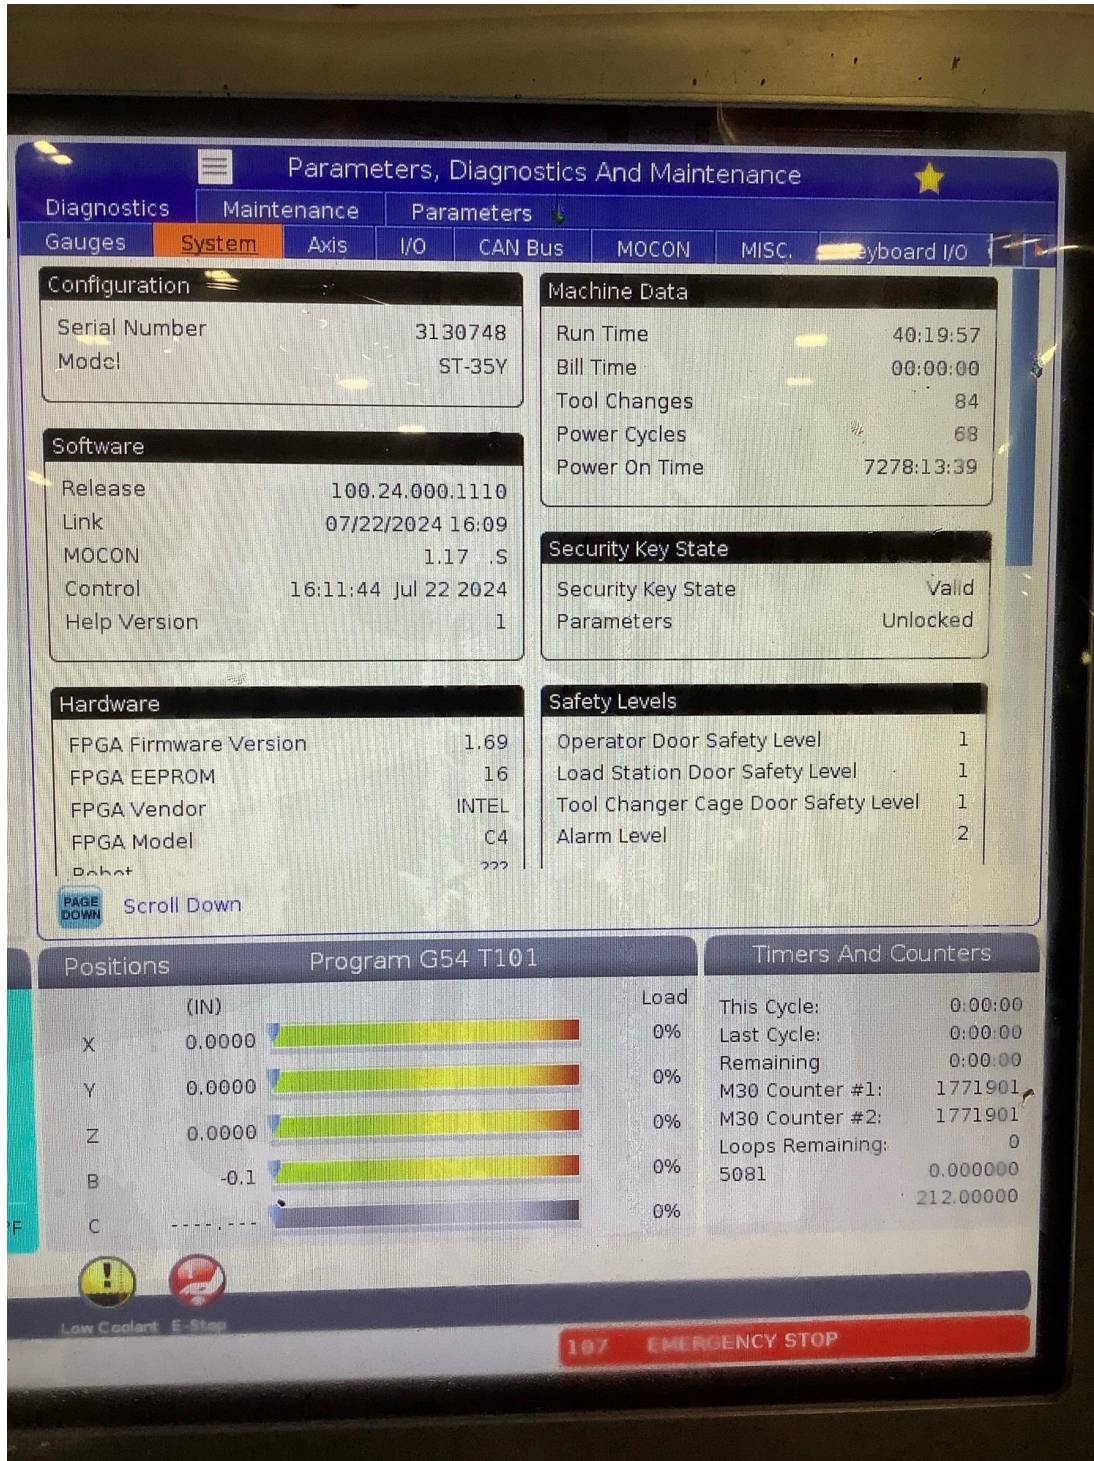 Parameters, Diagnostics And Maintenance
Diagnostics Maintenance Parameters
Gauges System Axis I/O CAN Bus MOCON MISC. eyboard I/O
Configuration
Serial Number 3130748
Model ST-35Y
Software
Release 100.24.000.1110
Link 07/22/2024 16:09
MOCON 1.17 .S
Control 16:11:44 Jul 22 2024
Help Version 1
Hardware
FPGA Firmware Version 1.69
FPGA EEPROM 16
FPGA Vendor INTEL
FPGA Model C4
Robot ???
Machine Data
Run Time 40:19:57
Bill Time 00:00:00
Tool Changes 84
Power Cycles 68
Power On Time 7278:13:39
Security Key State
Security Key State Valid
Parameters Unlocked
Safety Levels
Operator Door Safety Level 1
Load Station Door Safety Level 1
Tool Changer Cage Door Safety Level 1
Alarm Level 2
PAGE DOWN Scroll Down
Positions Program G54 T101
(IN) Load
X 0.0000 0%
Y 0.0000 0%
Z 0.0000 0%
B -0.1 0%
C ----.--- 0%
Timers And Counters
This Cycle: 0:00:00
Last Cycle: 0:00:00
Remaining 0:00:00
M30 Counter #1: 1771901
M30 Counter #2: 1771901
Loops Remaining: 0
5081 0.000000
212.00000
Low Coolant E-Stop
107 EMERGENCY STOP